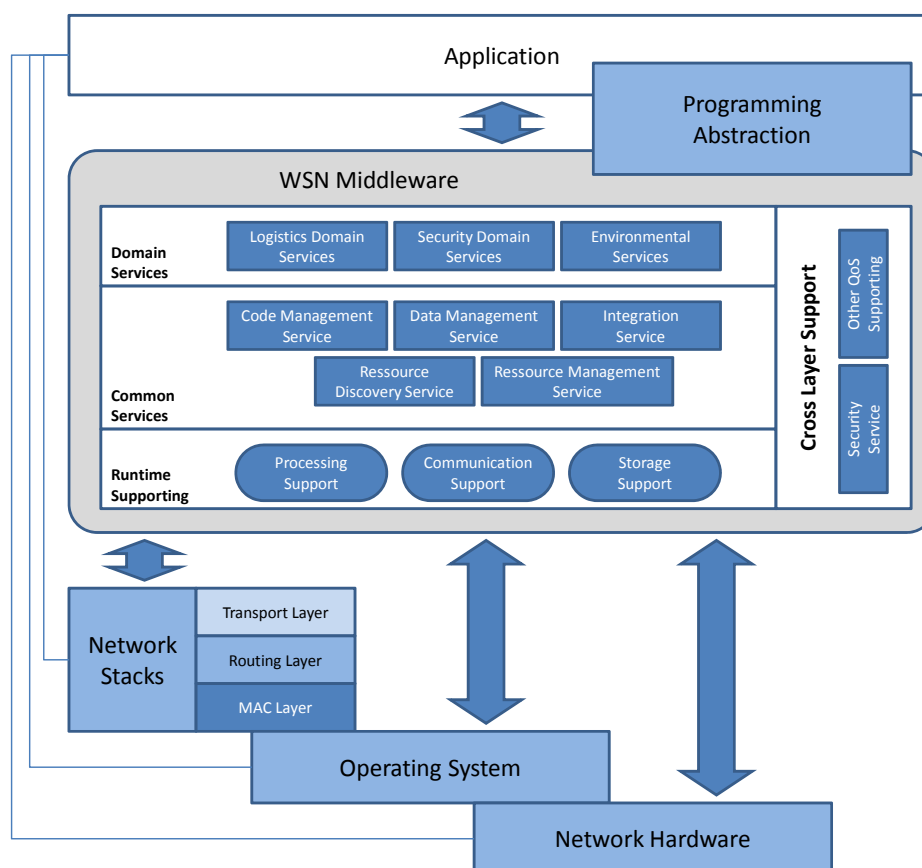 Application
Programming
Abstraction
WSN Middleware
Domain
Services
Logistics Domain
Services
Security Domain
Services
Environmental
Services
Common
Services
Code Management
Service
Data Management
Service
Integration
Service
Ressource
Discovery Service
Ressource Management
Service
Runtime
Supporting
Processing
Support
Communication
Support
Storage
Support
Cross Layer Support
Other QoS
Supporting
Security
Service
Network
Stacks
Transport Layer
Routing Layer
MAC Layer
Operating System
Network Hardware